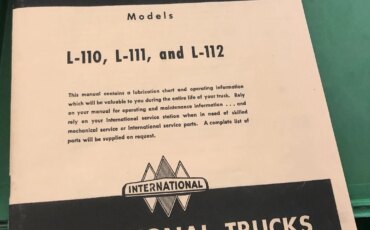 Models
L-110, L-111, and L-112
This manual contains a lubrication chart and operating information
which will be valuable to you during the entire life of your truck. Rely
on your manual for operating and maintenance information . . . and
rely on your International service station when in need of skilled
mechanical service or International service parts. A complete list of
parts will be supplied on request.
INTERNATIONAL
IONAL TRUCKS